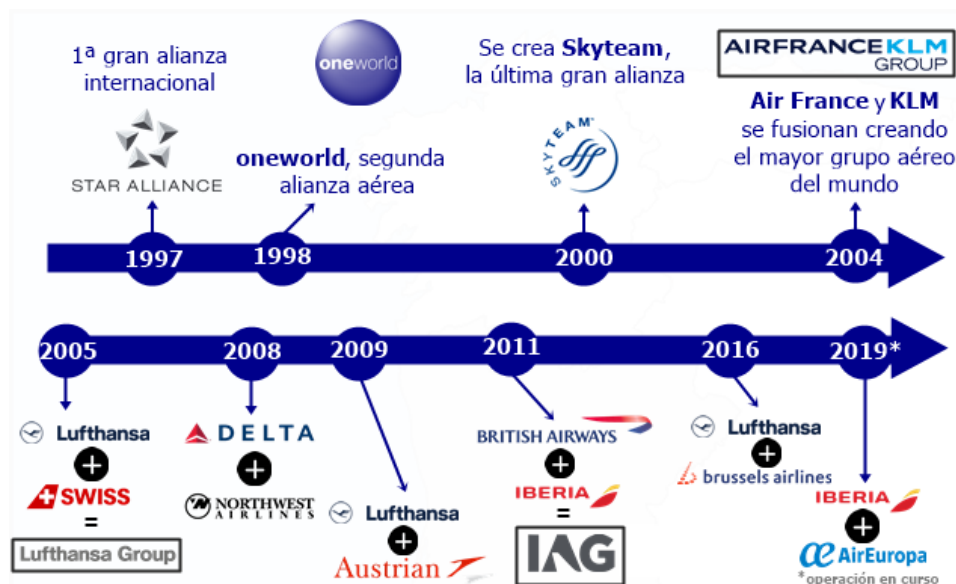 1ª gran alianza
internacional
STAR ALLIANCE
oneworld
oneworld, segunda
alianza aérea
Se crea Skyteam,
la última gran alianza
SKYTEAM
AIRFRANCE KLM
GROUP
Air France y KLM
se fusionan creando
el mayor grupo aéreo
del mundo
1997
1998
2000
2004
2005
2008
2009
2011
2016
2019*
Lufthansa
+
SWISS
=
Lufthansa Group
DELTA
+
NORTHWEST
AIRLINES
Lufthansa
+
Austrian
BRITISH AIRWAYS
+
IBERIA
=
IAG
Lufthansa
+
brussels airlines
IBERIA
+
AirEuropa
*operación en curso